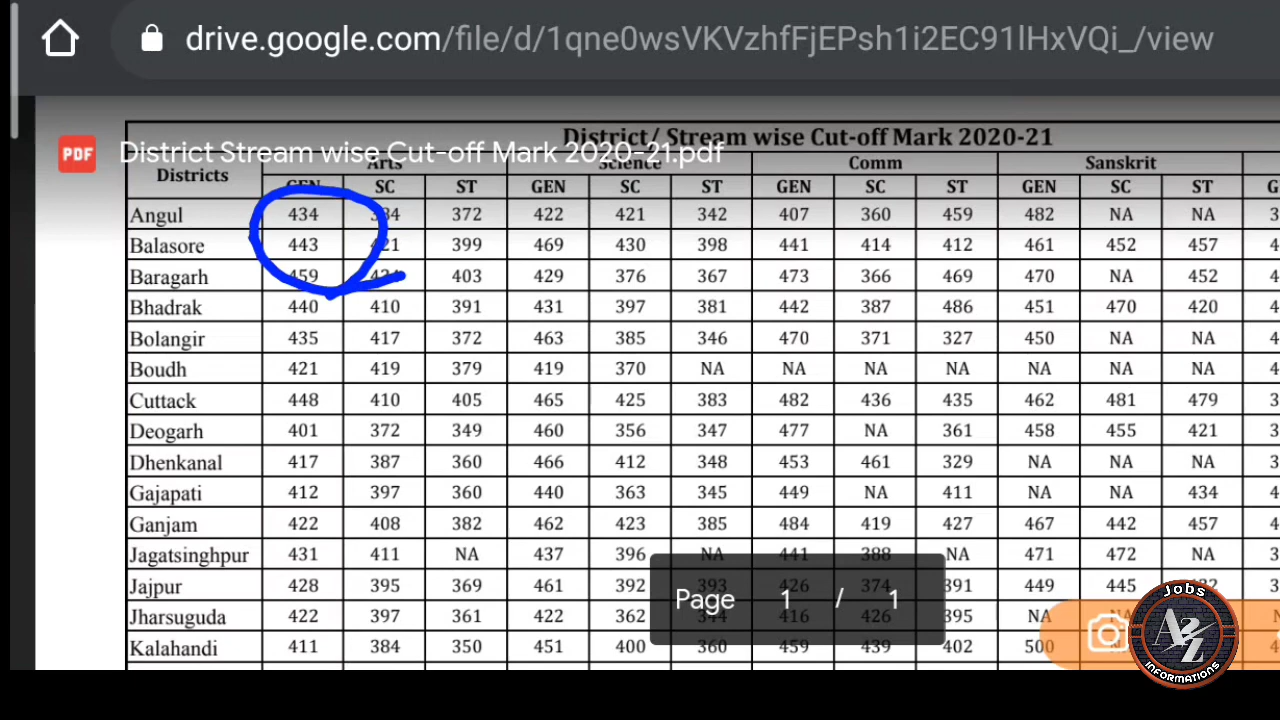 drive.google.com/file/d/1qne0wsVKVzhfFjEPsh1i2EC91lHxVQi_/view
District/ Stream wise Cut-off Mark 2020-21
PDF District Stream wise Cut-off Mark 2020-21.pdf
Districts Arts Science Comm Sanskrit
GEN SC ST GEN SC ST GEN SC ST GEN SC ST
Angul 434 372 422 421 342 407 360 459 482 NA NA
Balasore 443 399 469 430 398 441 414 412 461 452 457
Baragarh 459 403 429 376 367 473 366 469 470 NA 452
Bhadrak 440 410 391 431 397 381 442 387 486 451 470 420
Bolangir 435 417 372 463 385 346 470 371 327 450 NA NA
Boudh 421 419 379 419 370 NA NA NA NA NA NA NA
Cuttack 448 410 405 465 425 383 482 436 435 462 481 479
Deogarh 401 372 349 460 356 347 477 NA 361 458 455 421
Dhenkanal 417 387 360 466 412 348 453 461 329 NA NA NA
Gajapati 412 397 360 440 363 345 449 NA 411 NA NA 434
Ganjam 422 408 382 462 423 385 484 419 427 467 442 457
Jagatsinghpur 431 411 NA 437 396 NA 441 388 NA 471 472 NA
Jajpur 428 395 369 461 392 393 426 374 391 449 445
Jharsuguda 422 397 361 422 362 344 416 426 395 NA
Kalahandi 411 384 350 451 400 360 459 439 402 500
Page 1 / 1
Jobs
A2Z
INFORMATIONS